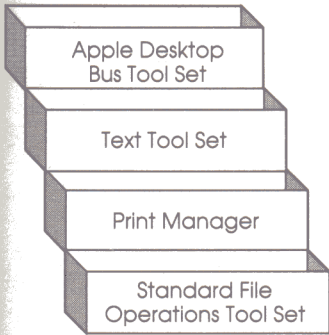 Apple Desktop
Bus Tool Set
Text Tool Set
Print Manager
Standard File
Operations Tool Set